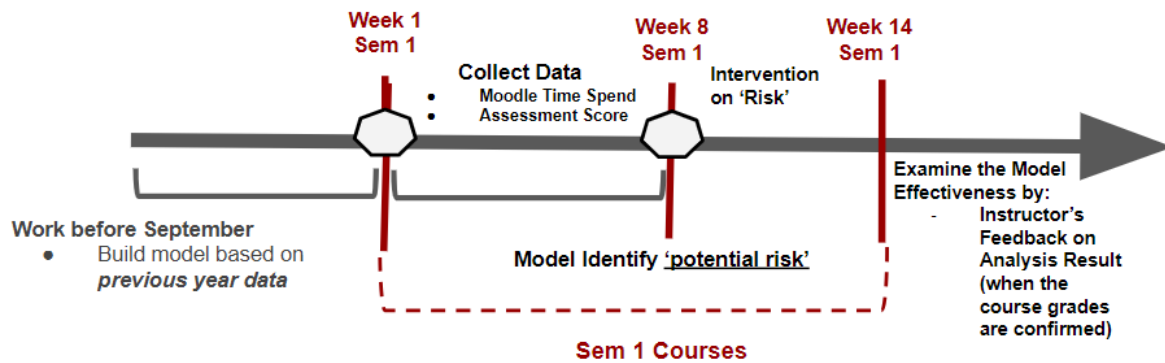 Week 1
Sem 1
Week 8
Sem 1
Week 14
Sem 1
Collect Data
● Moodle Time Spend
● Assessment Score
Intervention
on ‘Risk’
Work before September
● Build model based on
previous year data
Model Identify ‘potential risk’
Examine the Model
Effectiveness by:
- Instructor’s
Feedback on
Analysis Result
(when the
course grades
are confirmed)
Sem 1 Courses